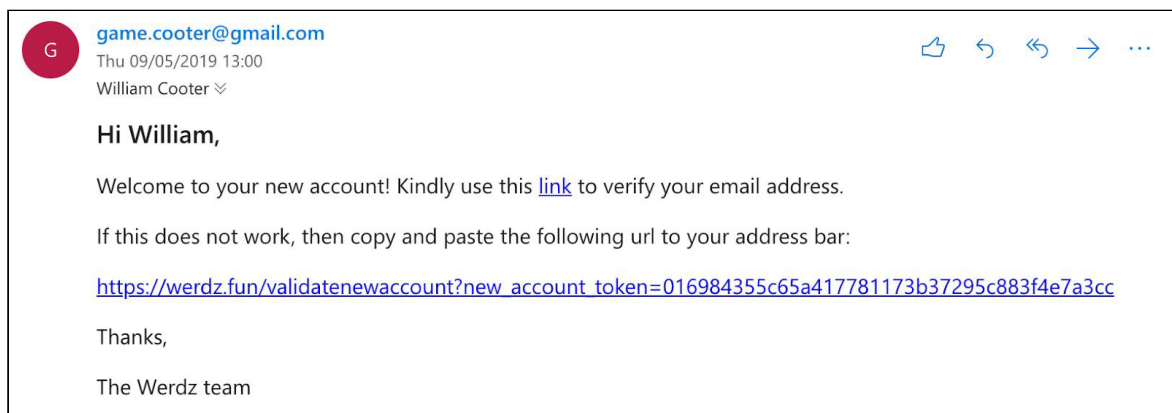 G
game.cooter@gmail.com
Thu 09/05/2019 13:00
William Cooter
Hi William,
Welcome to your new account! Kindly use this link to verify your email address.
If this does not work, then copy and paste the following url to your address bar:
https://werdz.fun/validatenewaccount?new_account_token=016984355c65a417781173b37295c883f4e7a3cc
Thanks,
The Werdz team